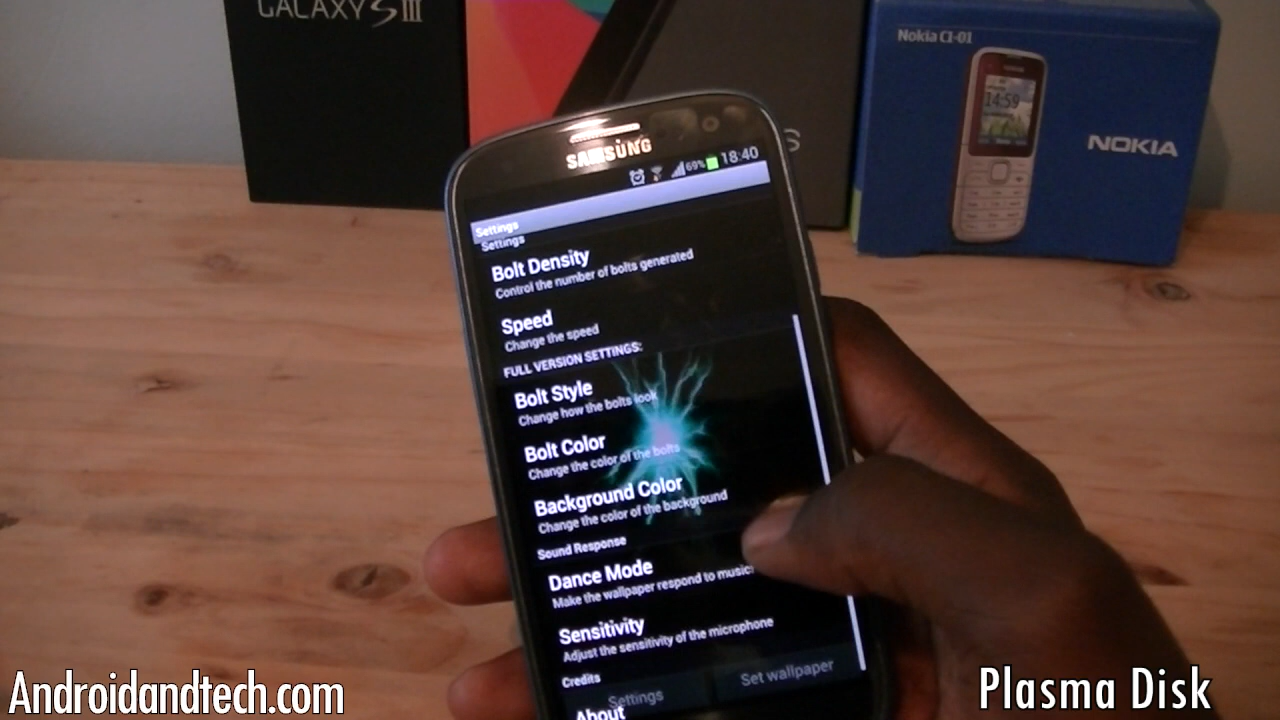 GALAXY S III
Nokia C1-01
14:59
NOKIA
S
SAMSUNG
69% 18:40
Settings
Settings
Bolt Density
Control the number of bolts generated
Speed
Change the speed
FULL VERSION SETTINGS:
Bolt Style
Change how the bolts look
Bolt Color
Change the color of the bolts
Background Color
Change the color of the background
Sound Response
Dance Mode
Make the wallpaper respond to music
Sensitivity
Adjust the sensitivity of the microphone
Credits
Settings
Set wallpaper
About
Androidandtech.com
Plasma Disk